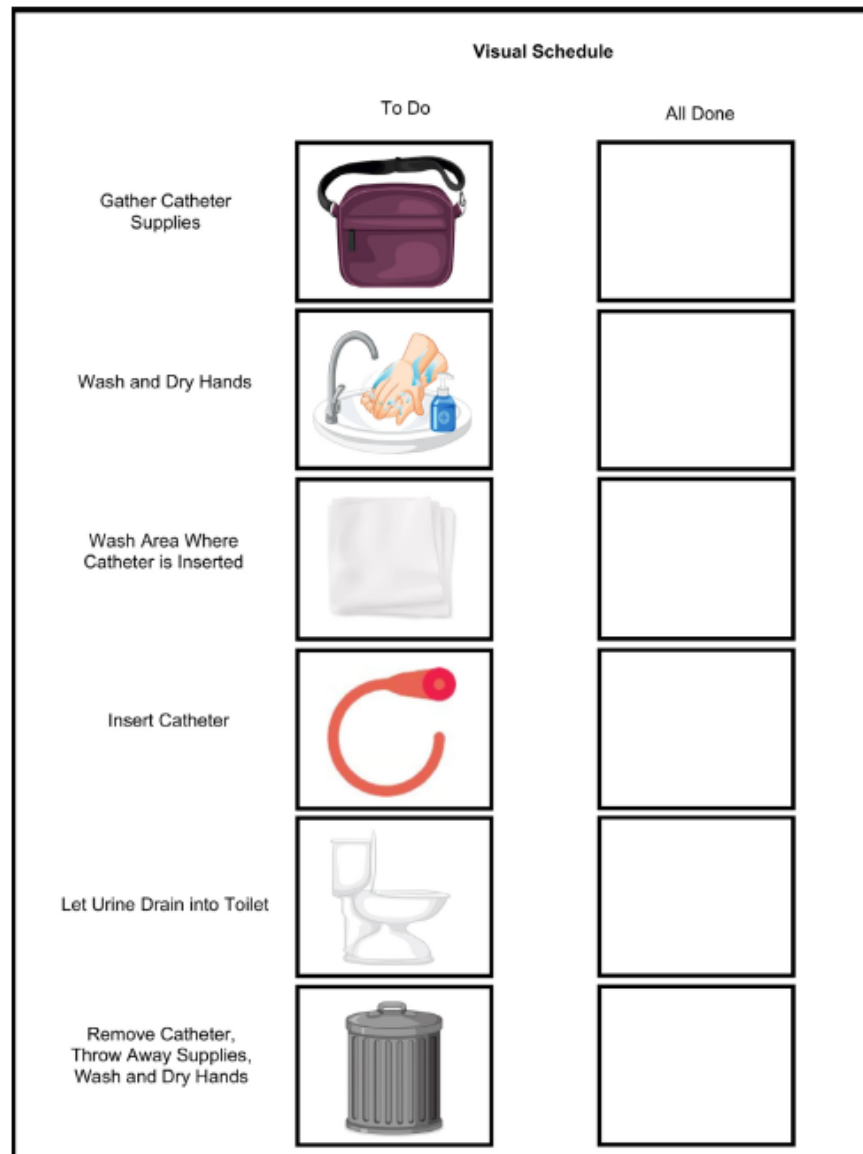 Visual Schedule
To Do
All Done
Gather Catheter
Supplies
Wash and Dry Hands
Wash Area Where
Catheter is Inserted
Insert Catheter
Let Urine Drain into Toilet
Remove Catheter,
Throw Away Supplies,
Wash and Dry Hands